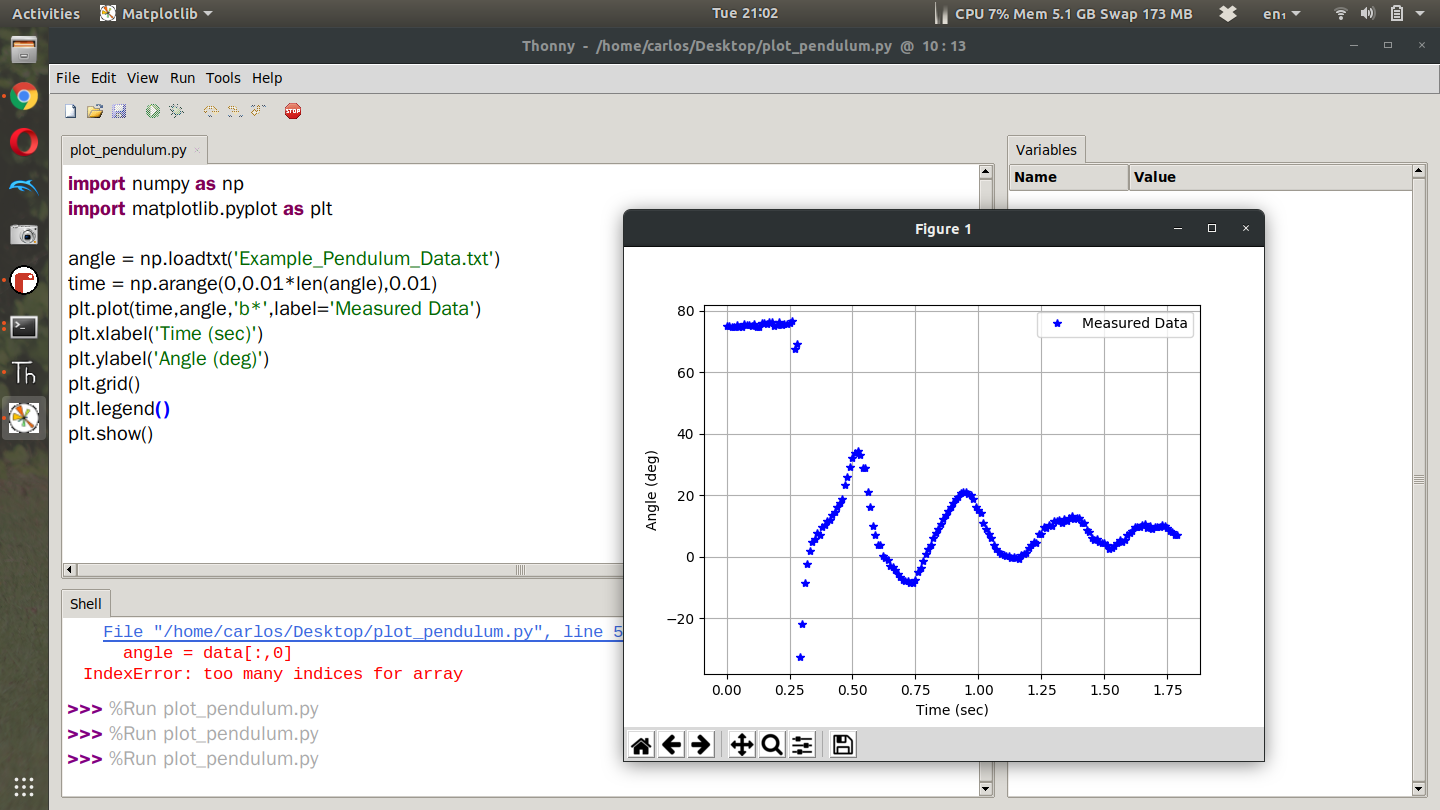 Activities Matplotlib Tue 21:02 CPU 7% Mem 5.1 GB Swap 173 MB en₁
Thonny - /home/carlos/Desktop/plot_pendulum.py @ 10 : 13
File Edit View Run Tools Help
STOP
plot_pendulum.py
import numpy as np
import matplotlib.pyplot as plt
angle = np.loadtxt('Example_Pendulum_Data.txt')
time = np.arange(0,0.01*len(angle),0.01)
plt.plot(time,angle,'b*',label='Measured Data')
plt.xlabel('Time (sec)')
plt.ylabel('Angle (deg)')
plt.grid()
plt.legend()
plt.show()
Shell
File "/home/carlos/Desktop/plot_pendulum.py", line 5
angle = data[:,0]
IndexError: too many indices for array
>>> %Run plot_pendulum.py
>>> %Run plot_pendulum.py
>>> %Run plot_pendulum.py
Variables
Name Value
Figure 1
Measured Data
80
60
40
20
0
−20
Angle (deg)
0.00 0.25 0.50 0.75 1.00 1.25 1.50 1.75
Time (sec)
Th